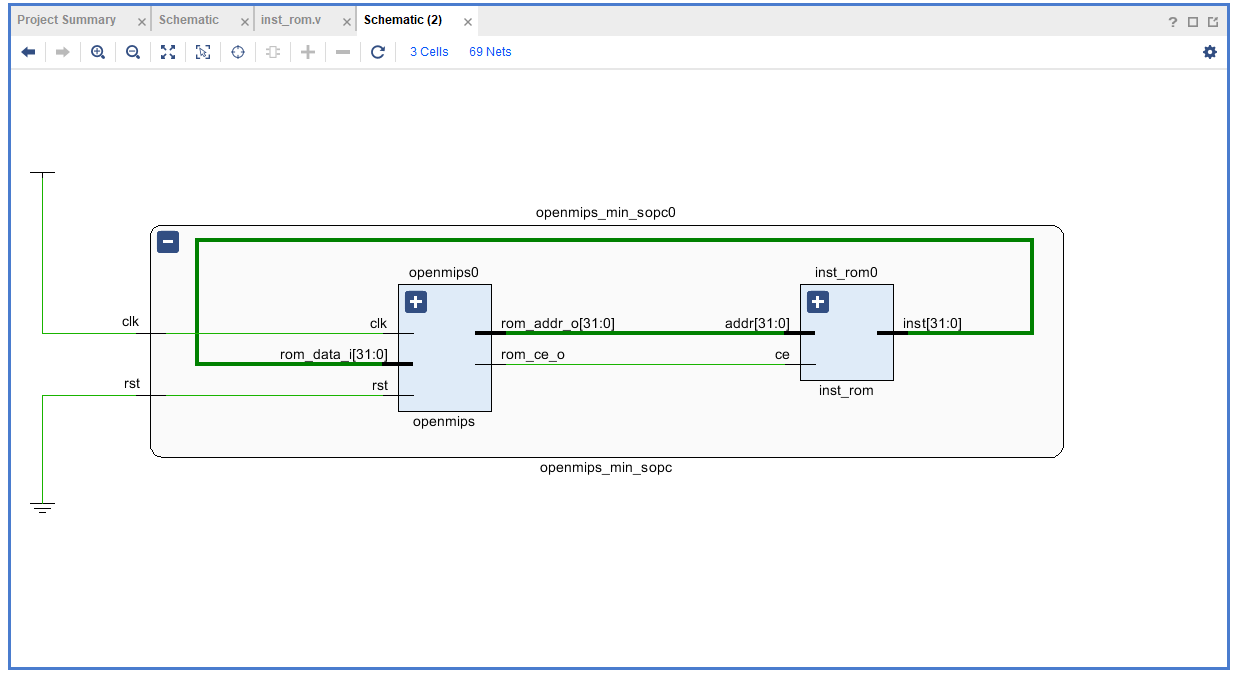 Project Summary × Schematic × inst_rom.v × Schematic (2) ×
3 Cells 69 Nets
openmips_min_sopc0
openmips0 inst_rom0
clk clk rom_addr_o[31:0] addr[31:0] inst[31:0]
rom_data_i[31:0] rom_ce_o ce
rst rst inst_rom
openmips
openmips_min_sopc